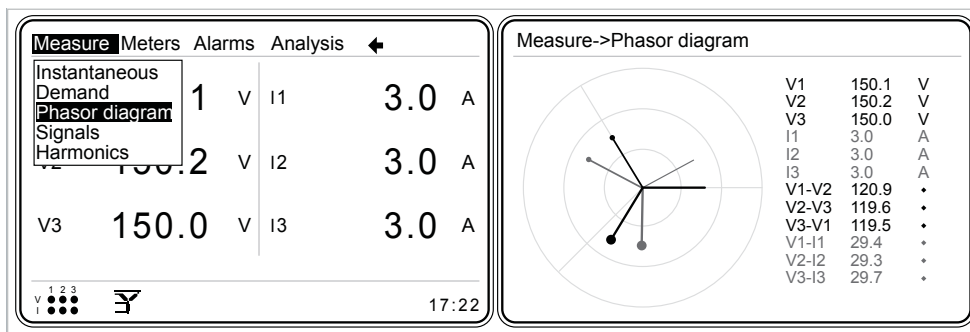 Measure Meters Alarms Analysis
Instantaneous
Demand
Phasor diagram
Signals
Harmonics
1 V I1 3.0 A
.2 V I2 3.0 A
V3 150.0 V I3 3.0 A
1 2 3
V
I
17:22
Measure->Phasor diagram
V1 150.1 V
V2 150.2 V
V3 150.0 V
I1 3.0 A
I2 3.0 A
I3 3.0 A
V1-V2 120.9
V2-V3 119.6
V3-V1 119.5
V1-I1 29.4
V2-I2 29.3
V3-I3 29.7